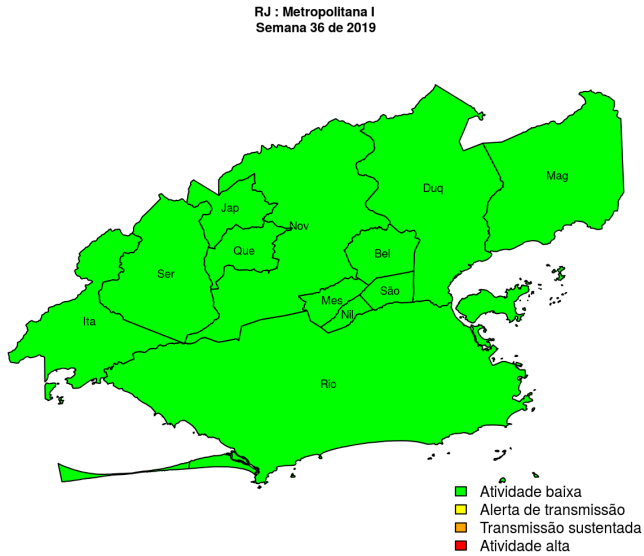 RJ : Metropolitana I
Semana 36 de 2019
Mag
Duq
Jap
Nov
Que
Bel
Ser
São
Mes
Nil
Ita
Rio
Atividade baixa
Alerta de transmissão
Transmissão sustentada
Atividade alta